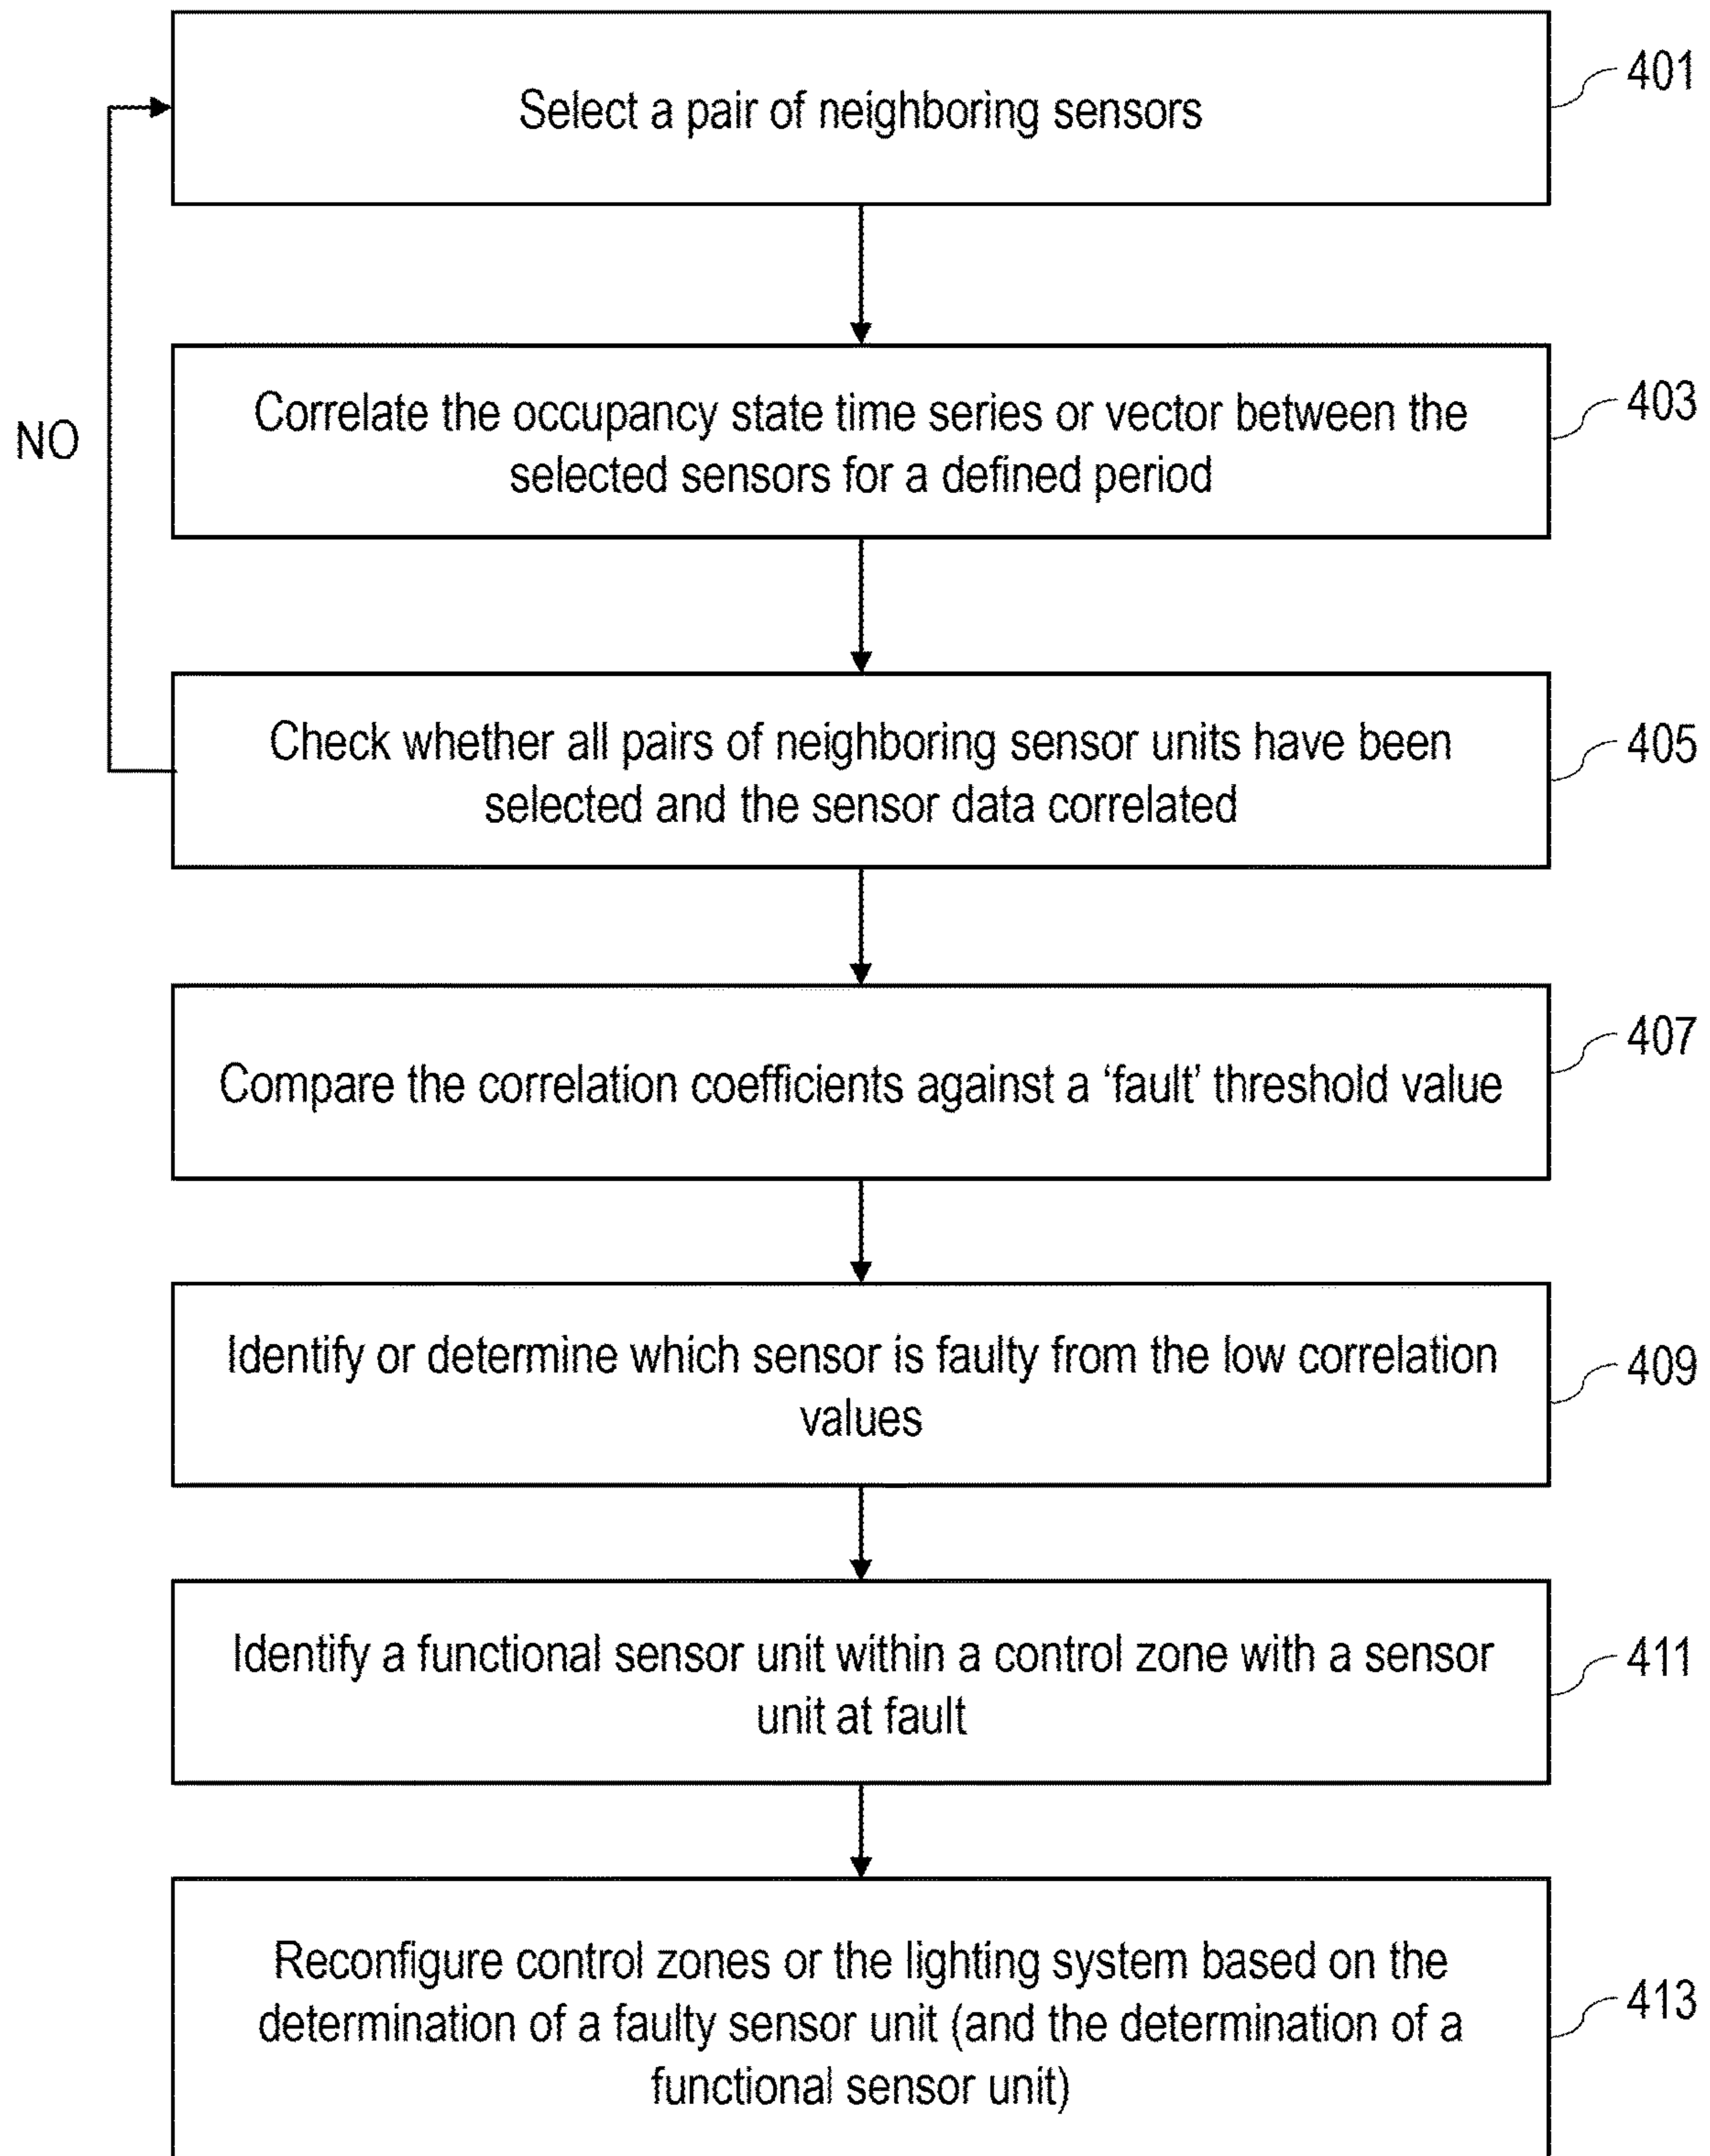 Select a pair of neighboring sensors
401
Correlate the occupancy state time series or vector between the
selected sensors for a defined period
403
NO
Check whether all pairs of neighboring sensor units have been
selected and the sensor data correlated
405
Compare the correlation coefficients against a ‘fault’ threshold value
407
Identify or determine which sensor is faulty from the low correlation
values
409
Identify a functional sensor unit within a control zone with a sensor
unit at fault
411
Reconfigure control zones or the lighting system based on the
determination of a faulty sensor unit (and the determination of a
functional sensor unit)
413